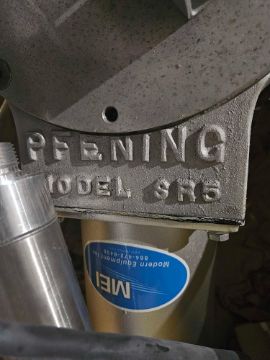 PFENING
MODEL SR5
MEI
Modern Equipment Inc